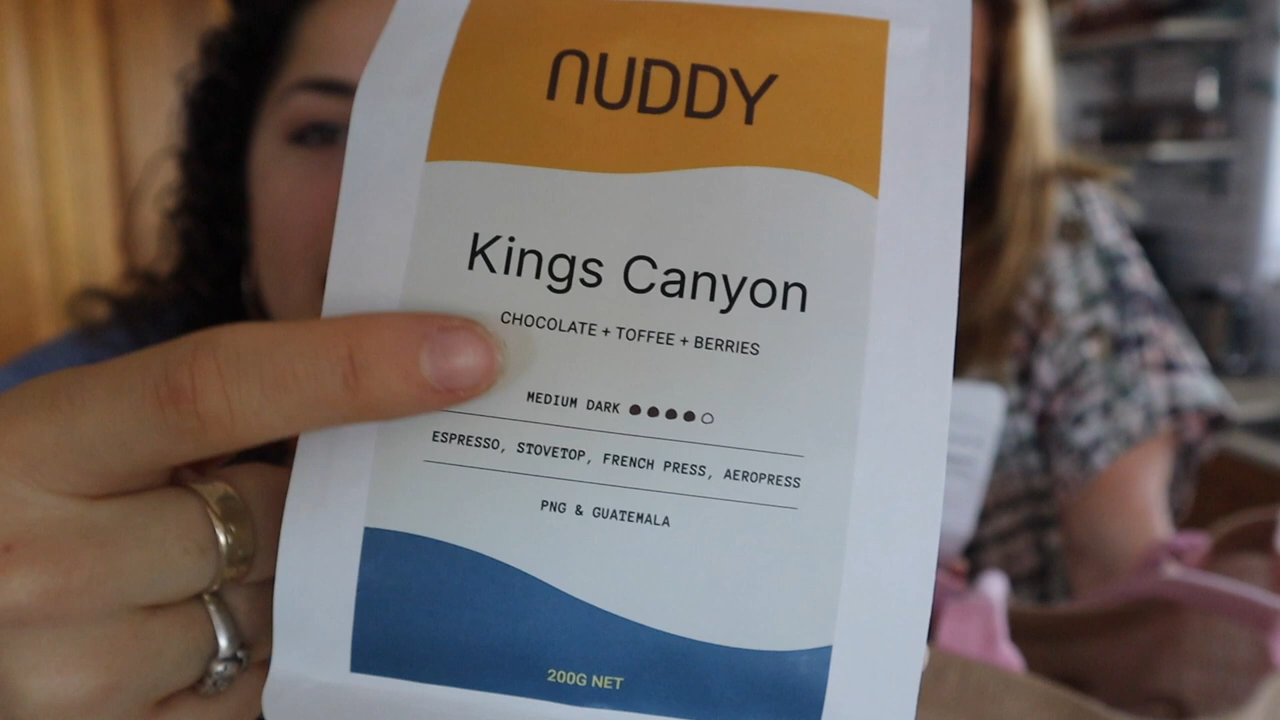 NUDDY
Kings Canyon
CHOCOLATE + TOFFEE + BERRIES
MEDIUM DARK
ESPRESSO, STOVETOP, FRENCH PRESS, AEROPRESS
PNG & GUATEMALA
200G NET